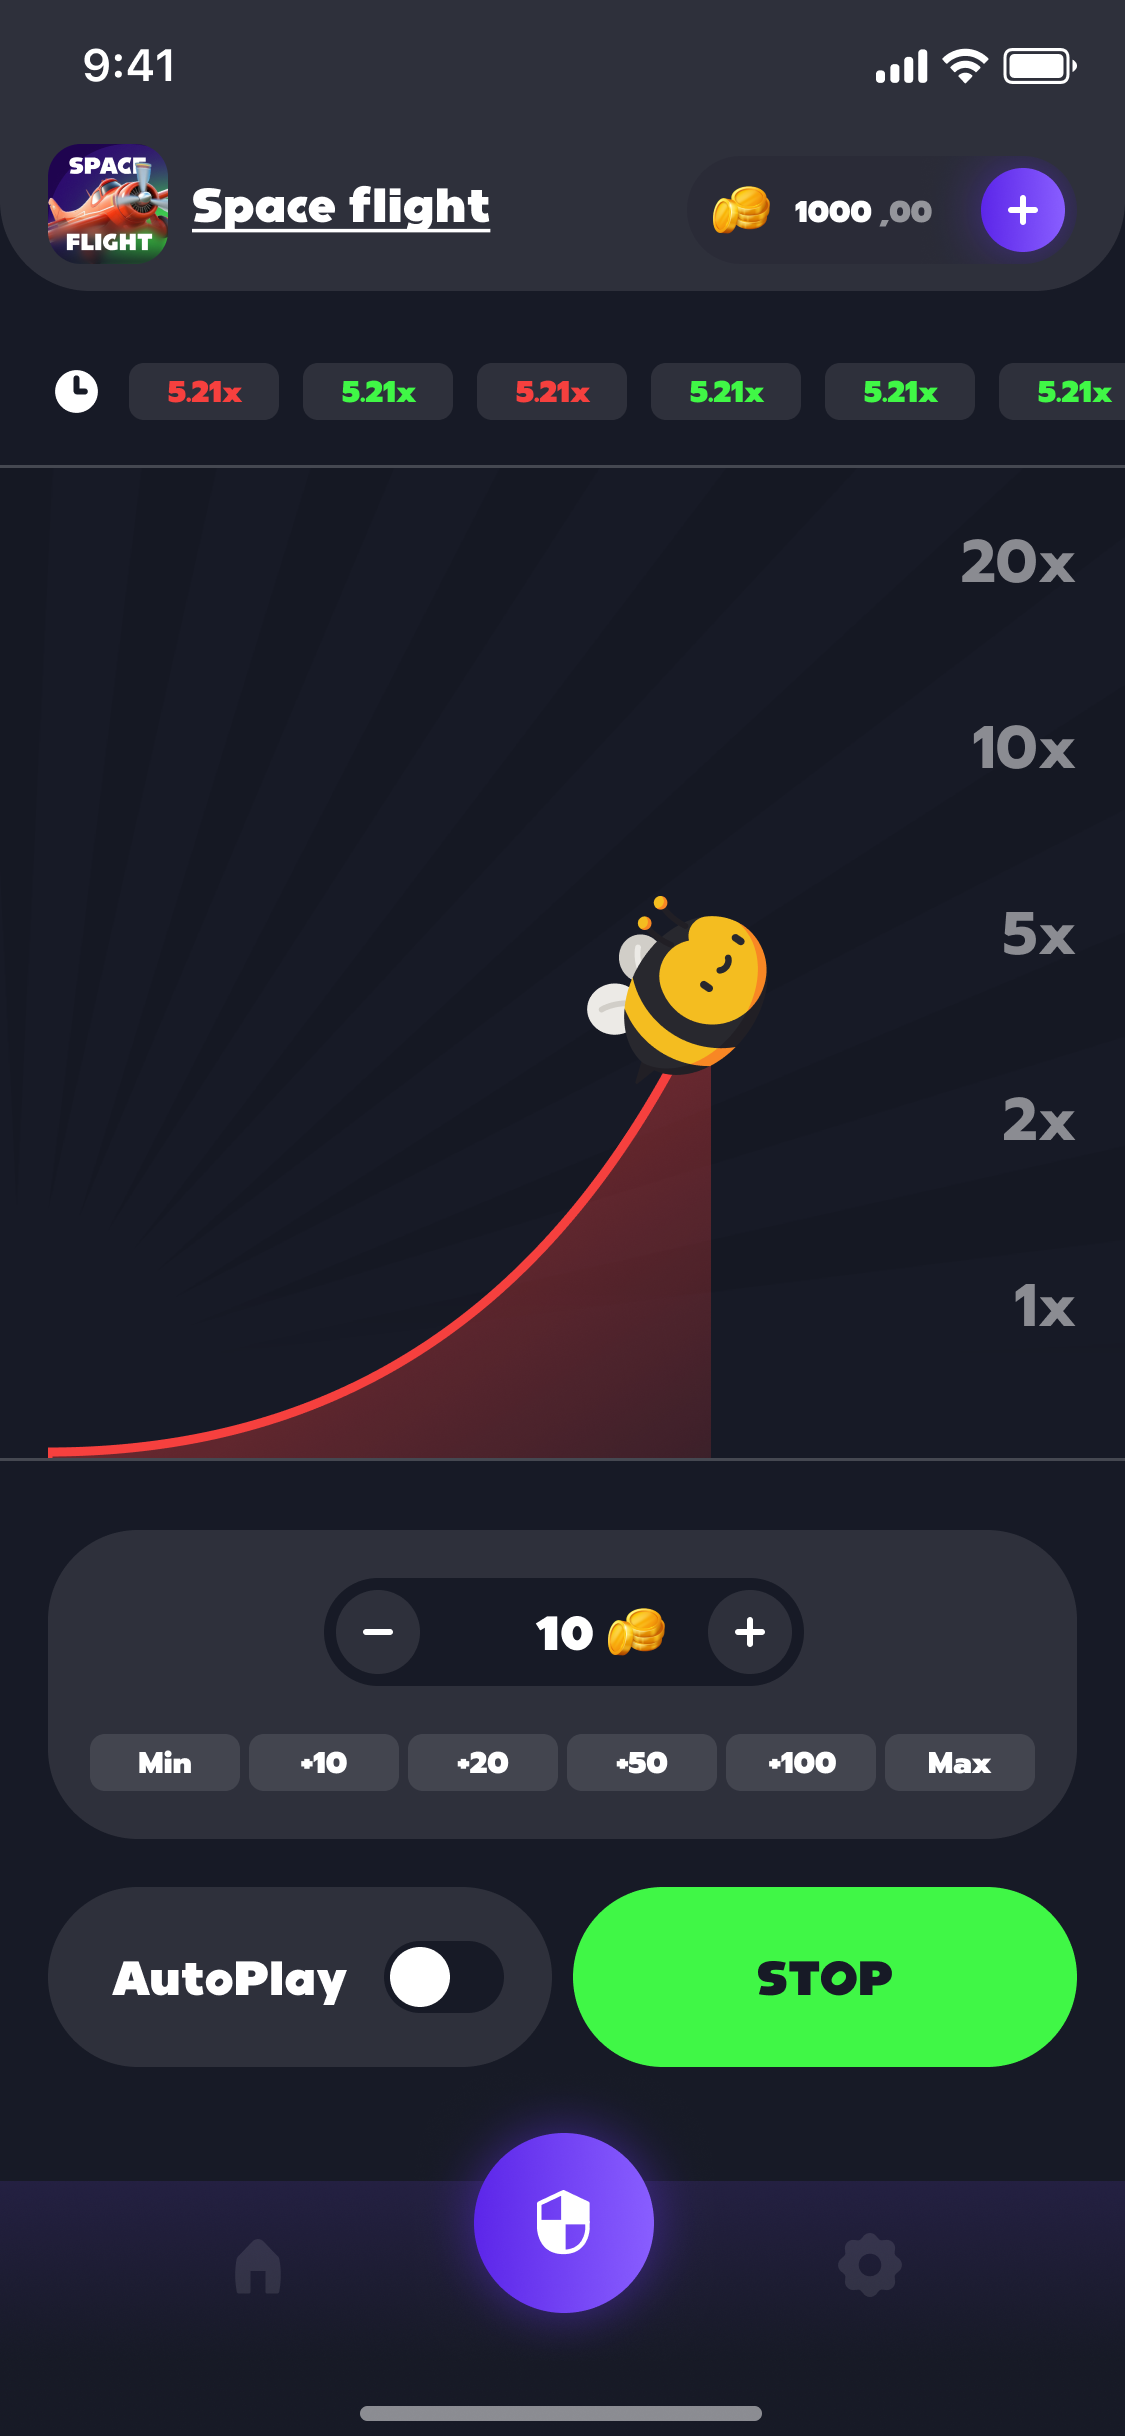 9:41
SPACE
FLIGHT
Space flight
1000 ,00
5.21x 5.21x 5.21x 5.21x 5.21x 5.21x
20x
10x
5x
2x
1x
10
Min +10 +20 +50 +100 Max
AutoPlay
STOP